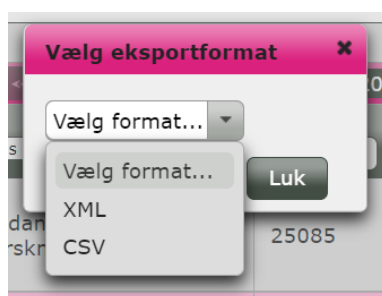 Vælg eksportformat
Vælg format...
Vælg format...
XML
CSV
Luk
25085